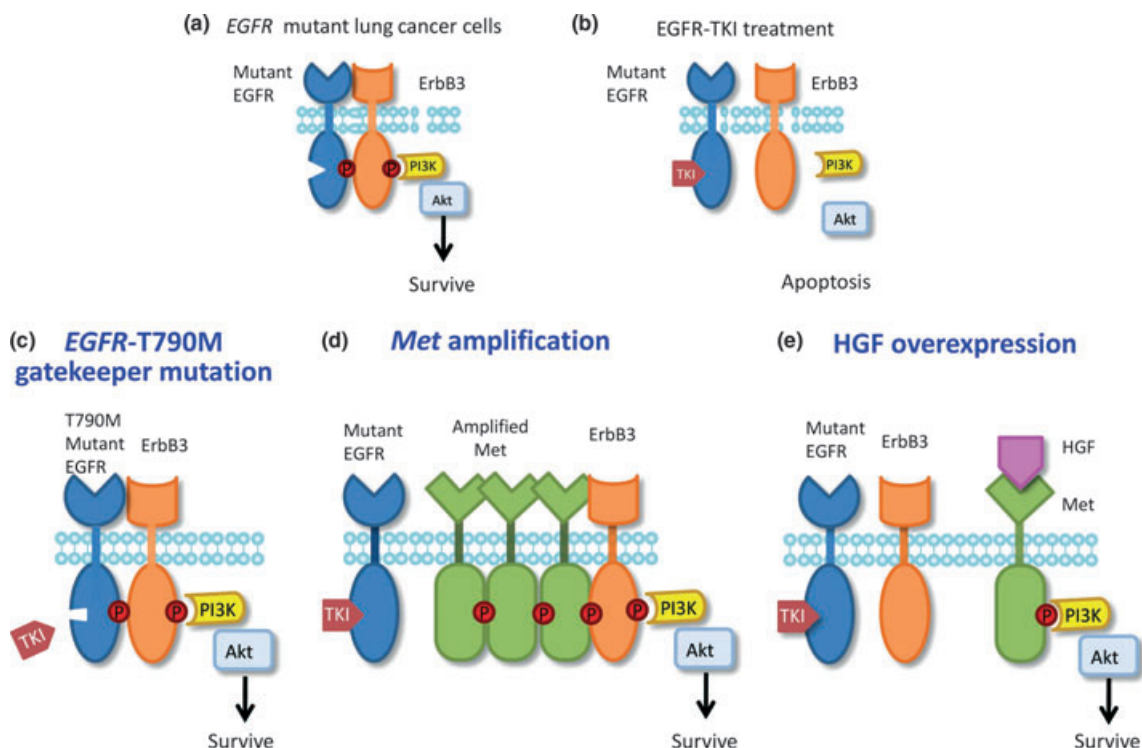 (a) EGFR mutant lung cancer cells
Mutant
EGFR
ErbB3
P
P
PI3K
Akt
Survive
(b) EGFR-TKI treatment
Mutant
EGFR
ErbB3
TKI
PI3K
Akt
Apoptosis
(c) EGFR-T790M
gatekeeper mutation
T790M
Mutant
EGFR
ErbB3
TKI
P
P
PI3K
Akt
Survive
(d) Met amplification
Mutant
EGFR
Amplified
Met
ErbB3
TKI
P
P
P
P
PI3K
Akt
Survive
(e) HGF overexpression
Mutant
EGFR
ErbB3
HGF
Met
TKI
P
PI3K
Akt
Survive